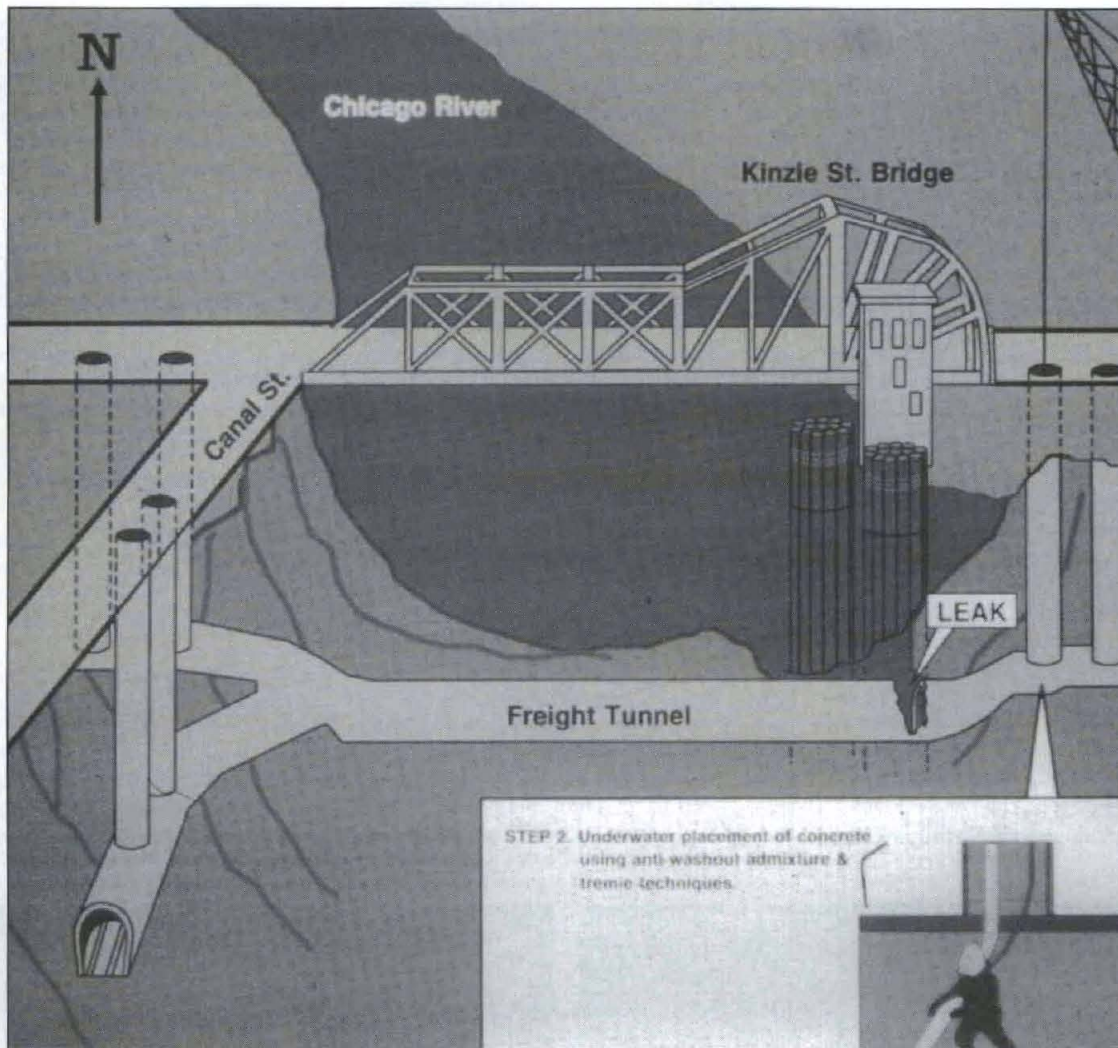 N
Chicago River
Kinzie St. Bridge
Canal St.
LEAK
Freight Tunnel
STEP 2. Underwater placement of concrete
using anti-washout admixture &
tremie techniques.